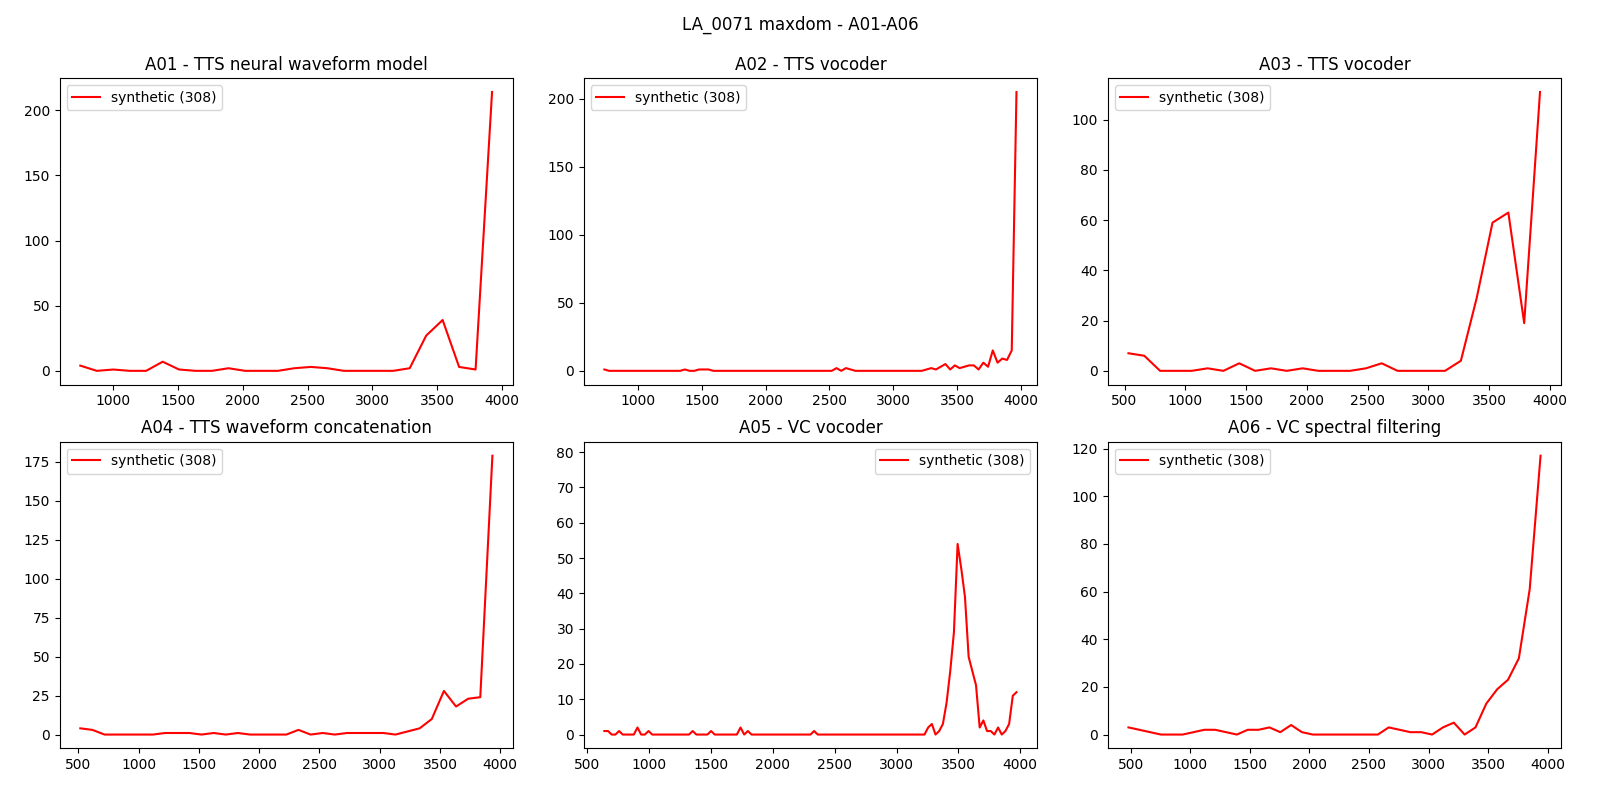 LA_0071 maxdom - A01-A06
A01 - TTS neural waveform model
synthetic (308)
200
150
100
50
0
1000 1500 2000 2500 3000 3500 4000
A02 - TTS vocoder
synthetic (308)
200
150
100
50
0
1000 1500 2000 2500 3000 3500 4000
A03 - TTS vocoder
synthetic (308)
100
80
60
40
20
0
500 1000 1500 2000 2500 3000 3500 4000
A04 - TTS waveform concatenation
synthetic (308)
175
150
125
100
75
50
25
0
500 1000 1500 2000 2500 3000 3500 4000
A05 - VC vocoder
synthetic (308)
80
70
60
50
40
30
20
10
0
500 1000 1500 2000 2500 3000 3500 4000
A06 - VC spectral filtering
synthetic (308)
120
100
80
60
40
20
0
500 1000 1500 2000 2500 3000 3500 4000